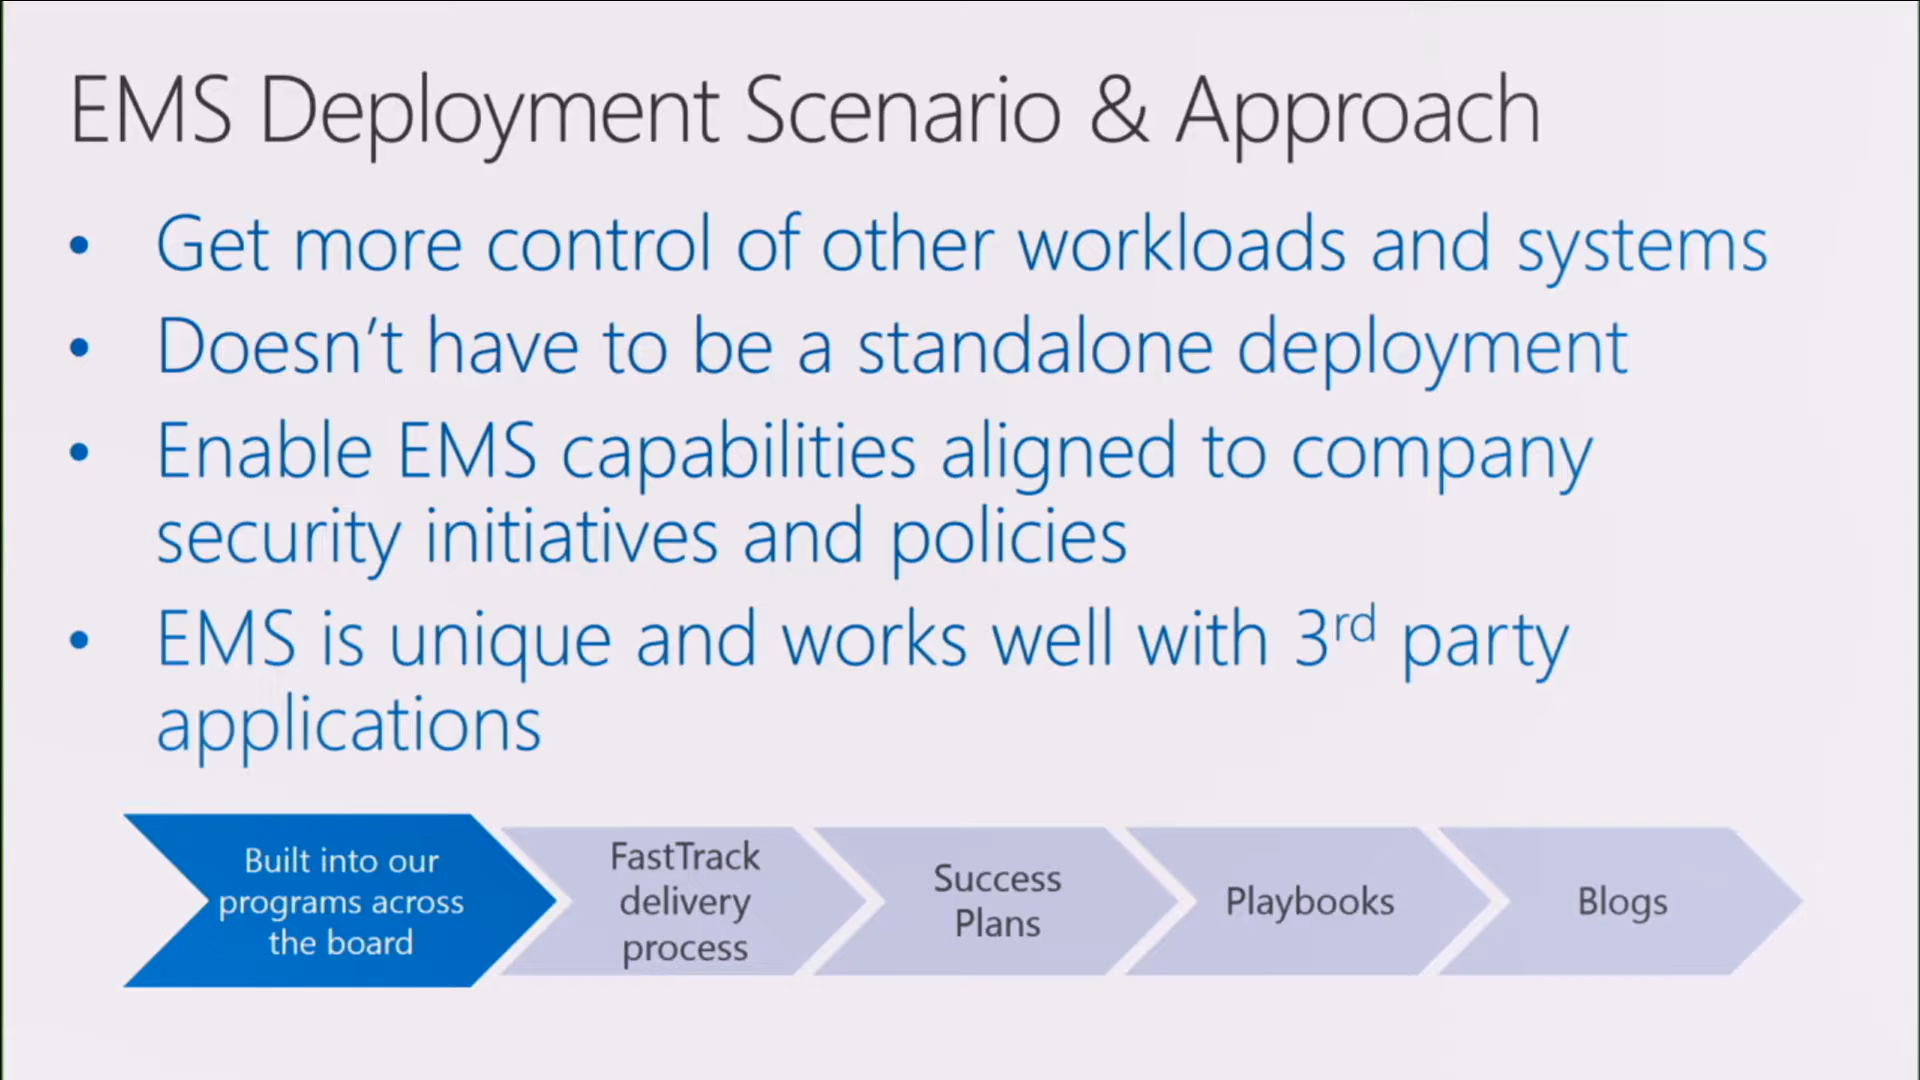 EMS Deployment Scenario & Approach
• Get more control of other workloads and systems
• Doesn’t have to be a standalone deployment
• Enable EMS capabilities aligned to company
security initiatives and policies
• EMS is unique and works well with 3rd party
applications
Built into our
programs across
the board
FastTrack
delivery
process
Success
Plans
Playbooks
Blogs